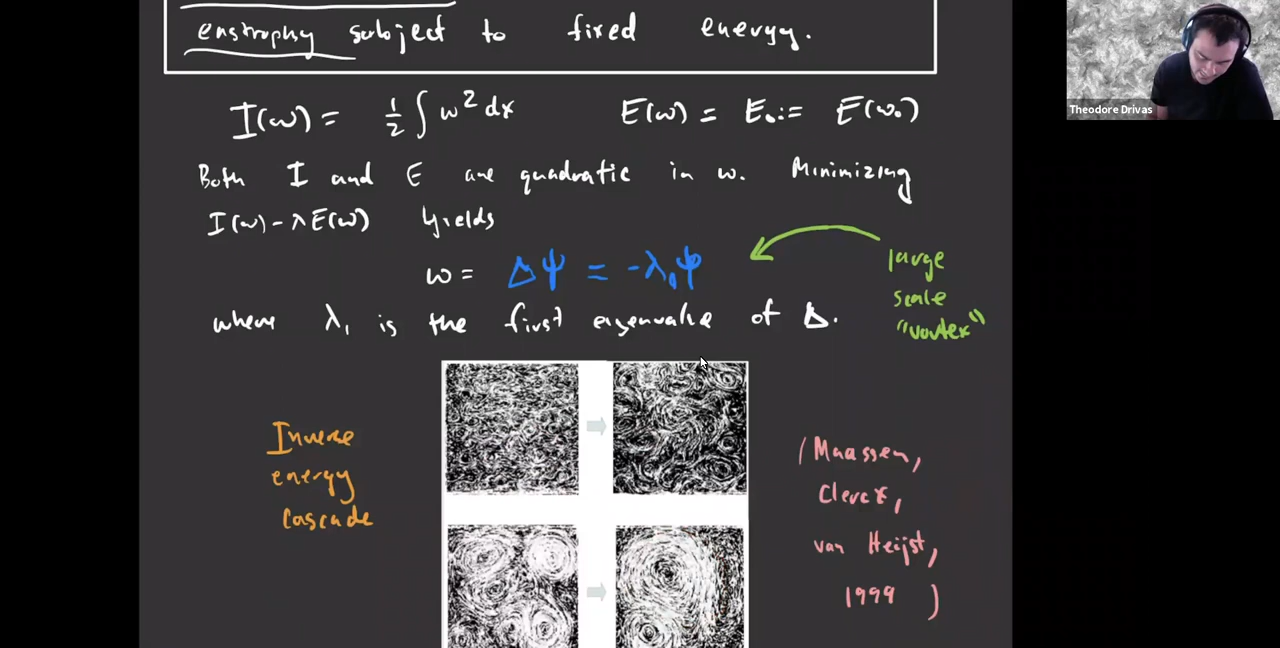 enstrophy subject to fixed energy.
Theodore Drivas
I(ω) = ½ ∫ ω² dx E(ω) = E₀ := E(ω₀)
Both I and E are quadratic in ω. Minimizing
I(ω) - λE(ω) yields
ω = Δψ = -λ₁ψ
large
scale
"vortex"
where λ₁ is the first eigenvalue of Δ.
Inverse
energy
cascade
(Maassen,
Clercx,
van Heijst,
1999)